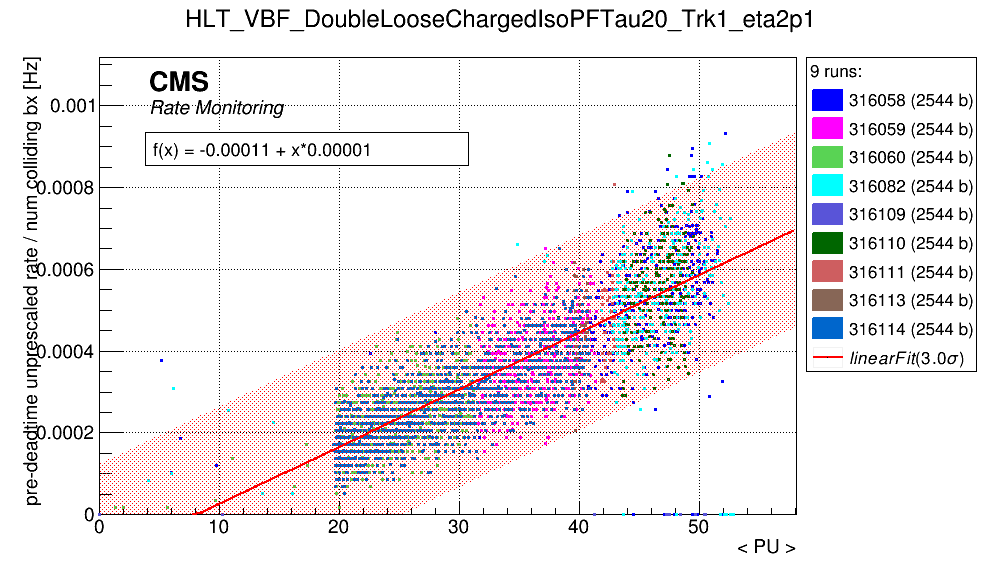 HLT_VBF_DoubleLooseChargedIsoPFTau20_Trk1_eta2p1
pre-deadtime unprescaled rate / num colliding bx [Hz]
CMS
Rate Monitoring
f(x) = -0.00011 + x*0.00001
0.001
0.0008
0.0006
0.0004
0.0002
0
0 10 20 30 40 50
< PU >
9 runs:
316058 (2544 b)
316059 (2544 b)
316060 (2544 b)
316082 (2544 b)
316109 (2544 b)
316110 (2544 b)
316111 (2544 b)
316113 (2544 b)
316114 (2544 b)
linearFit(3.0σ)